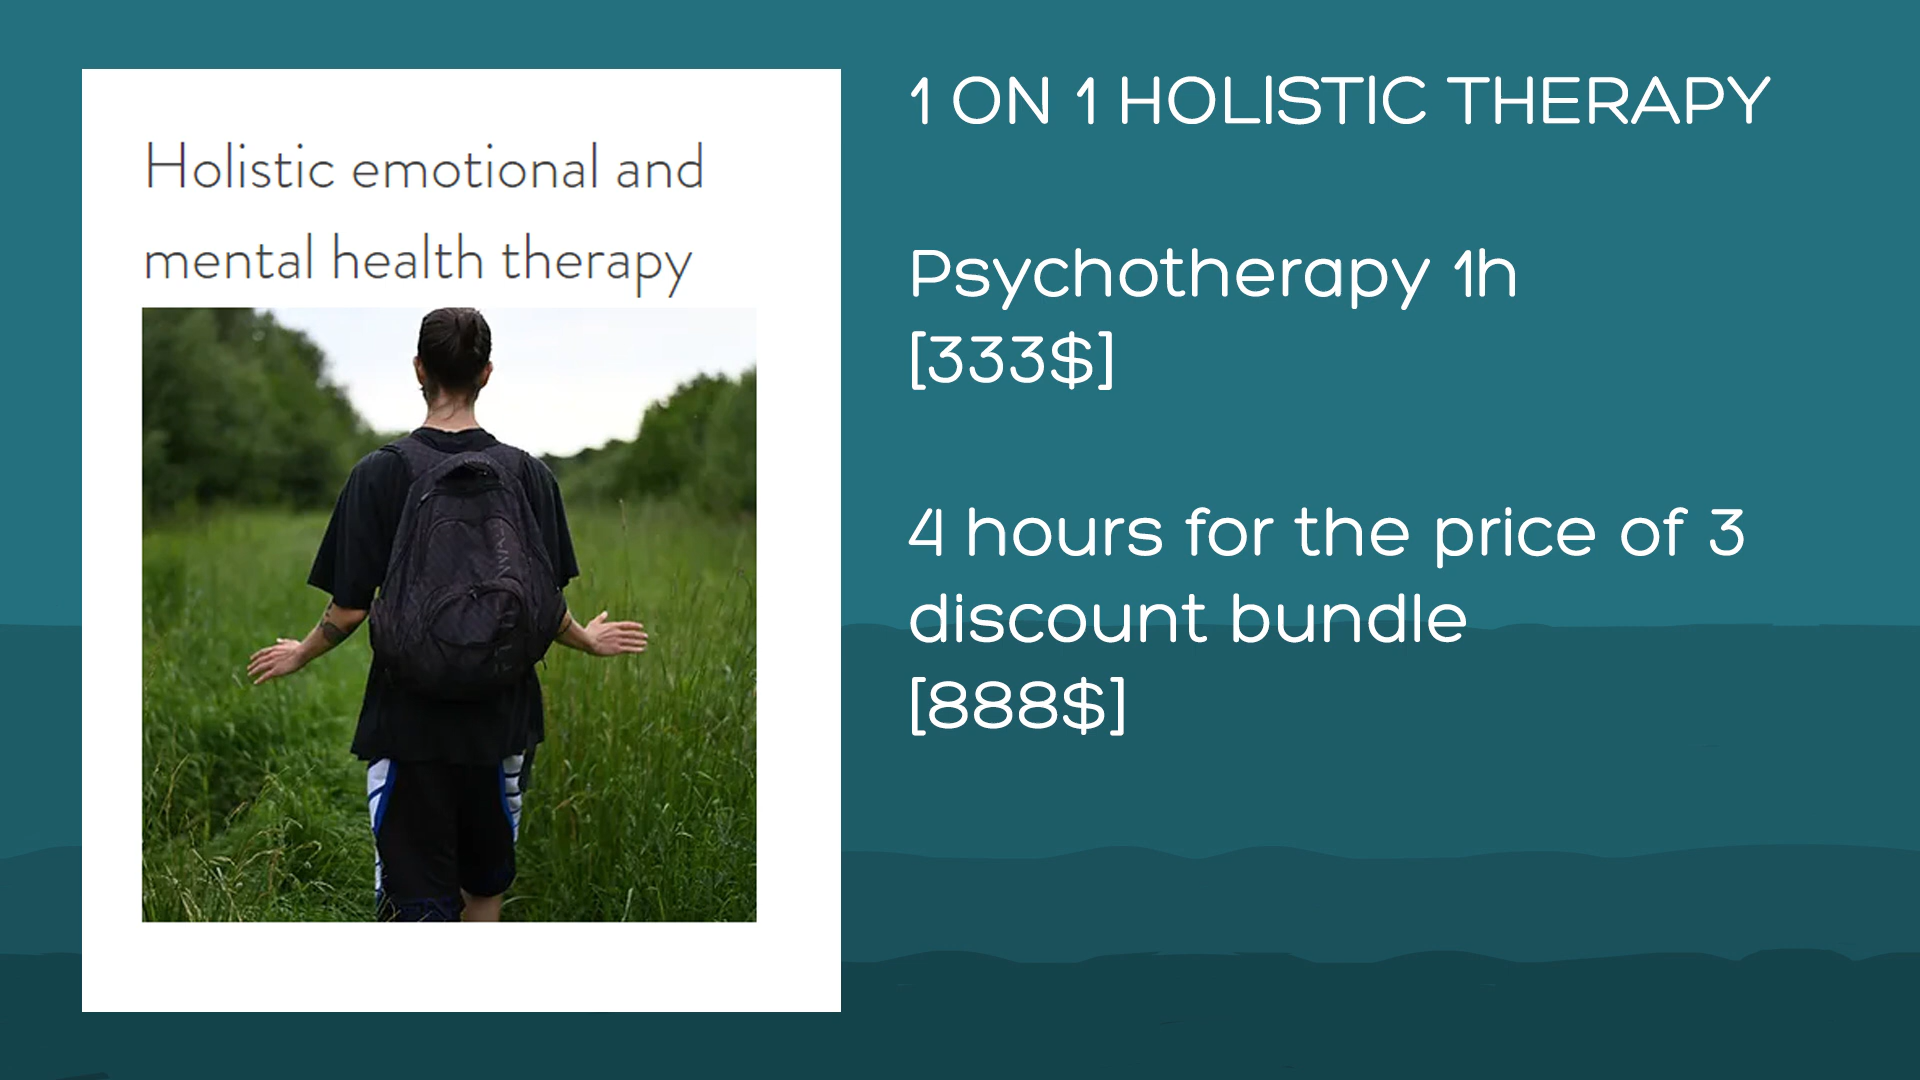 Holistic emotional and
mental health therapy
1 ON 1 HOLISTIC THERAPY
Psychotherapy 1h
[333$]
4 hours for the price of 3
discount bundle
[888$]